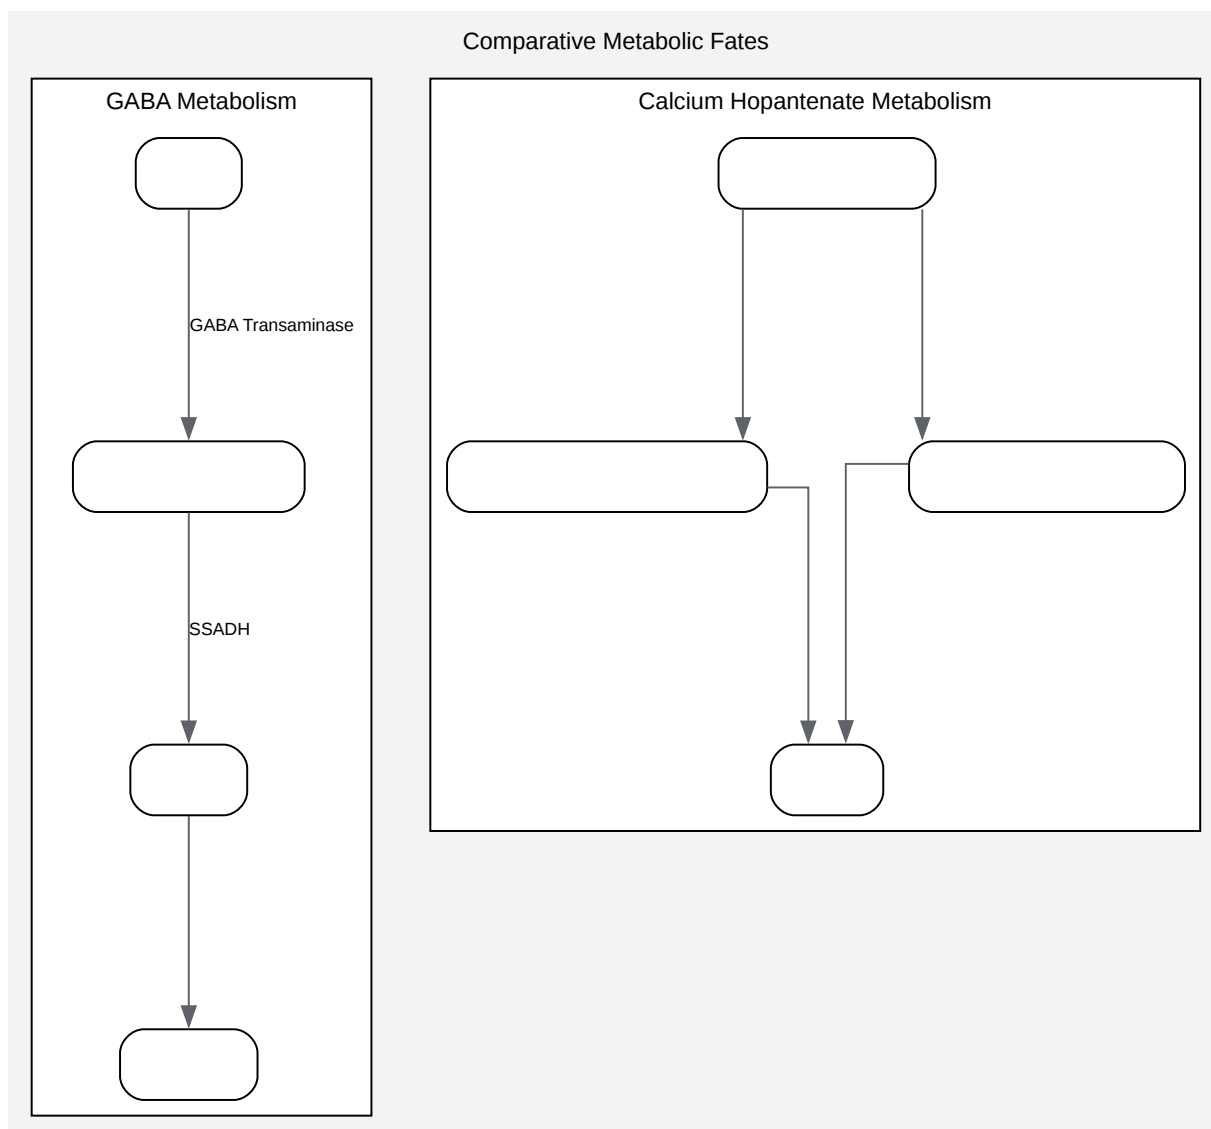 Comparative Metabolic Fates
GABA Metabolism
Calcium Hopantenate Metabolism
GABA Transaminase
SSADH